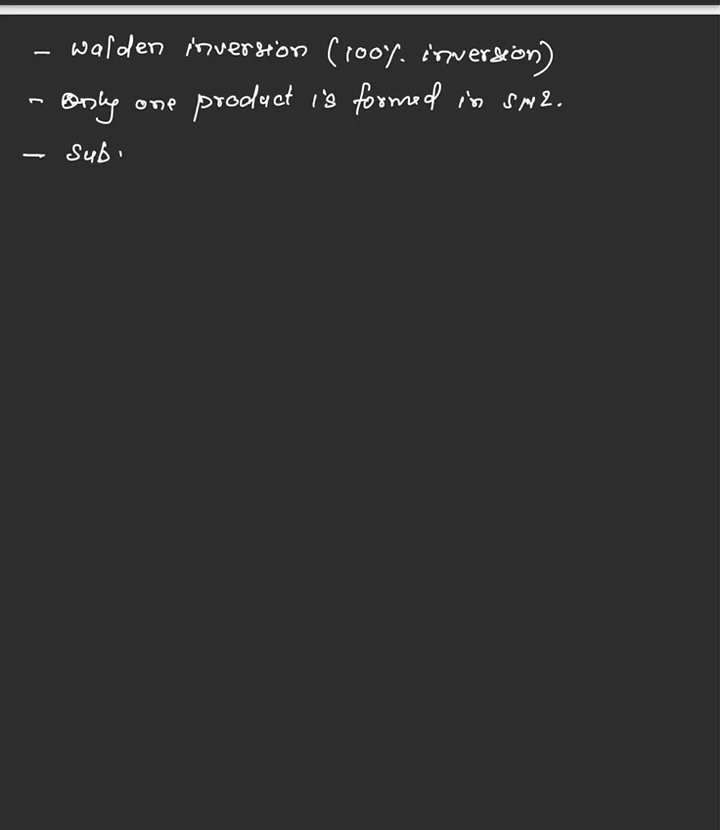 - Walden inversion (100% inversion)
- Only one product is formed in SN2.
- Sub.